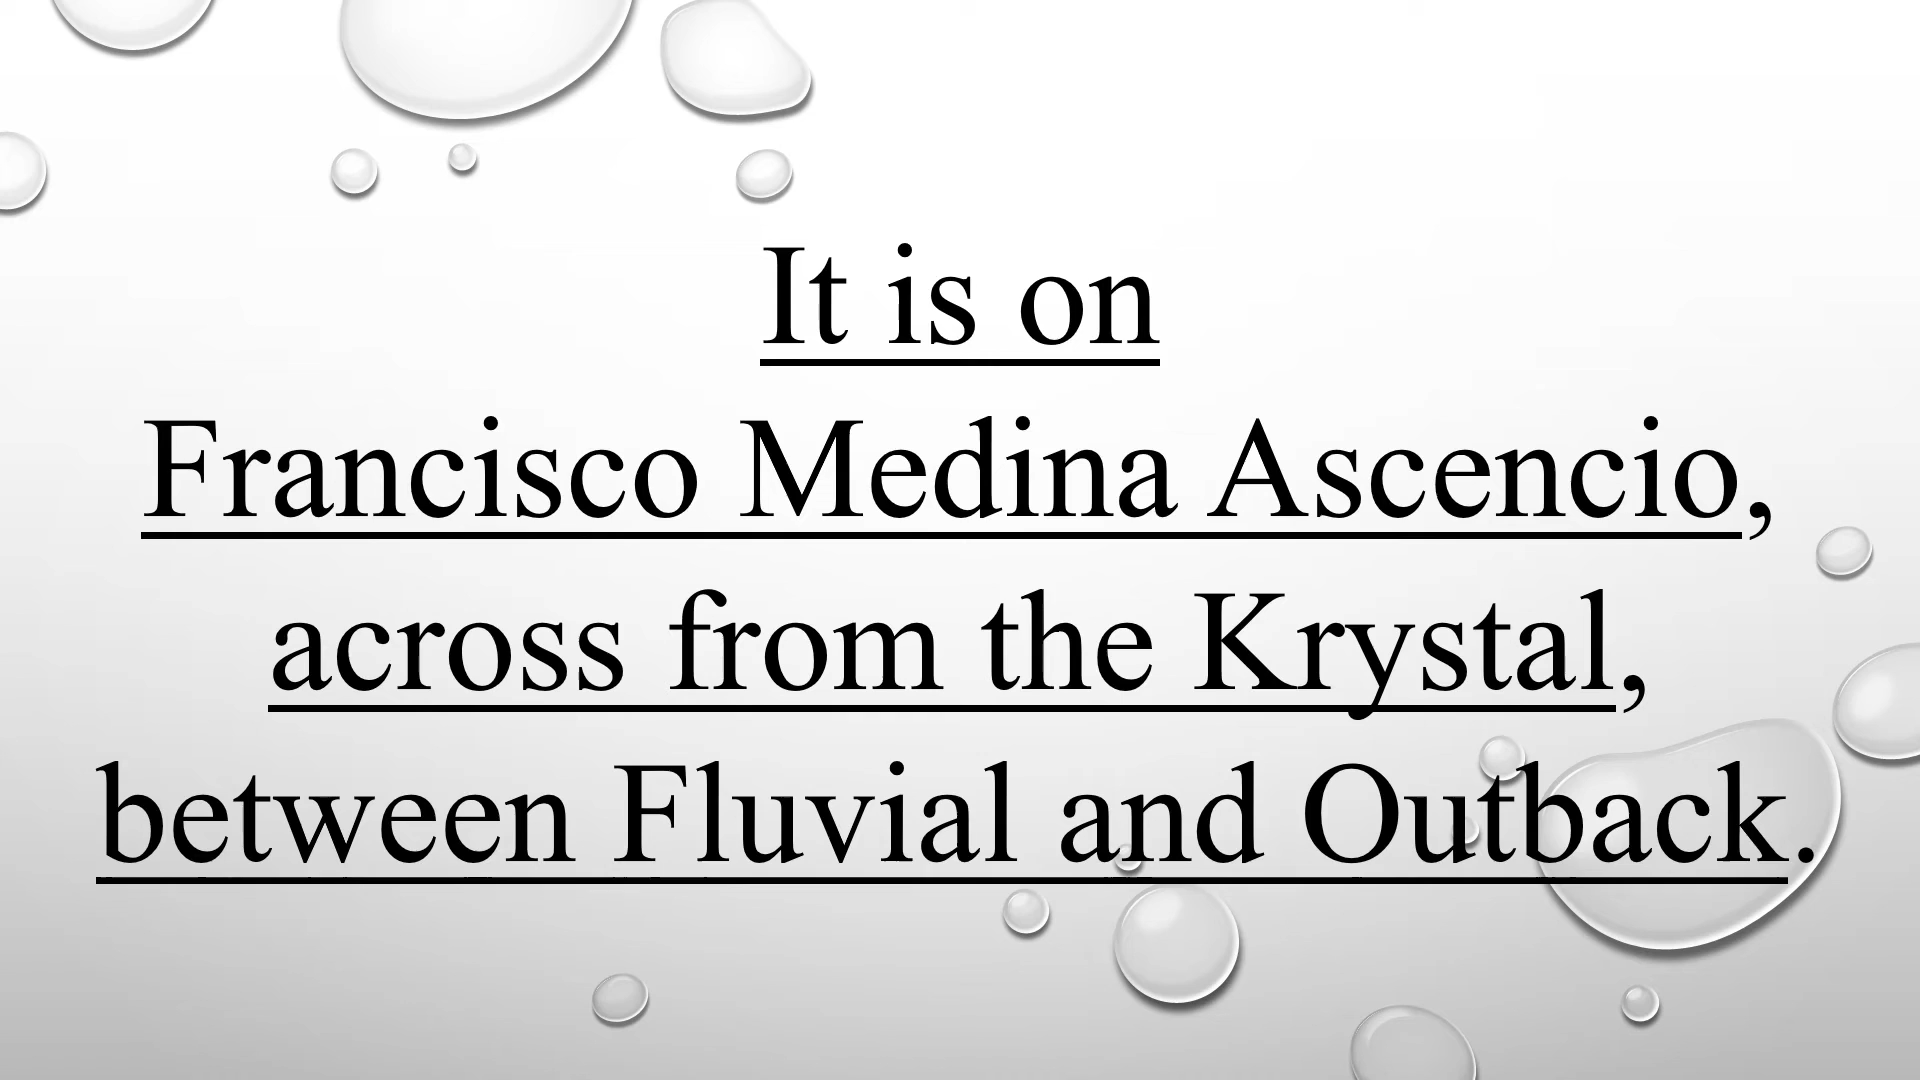 It is on
Francisco Medina Ascencio,
across from the Krystal,
between Fluvial and Outback.